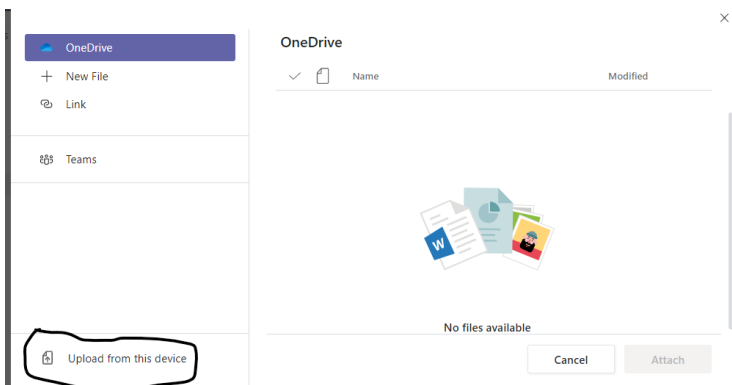 OneDrive
New File
Link
Teams
Upload from this device
OneDrive
Name Modified
W
No files available
Cancel Attach